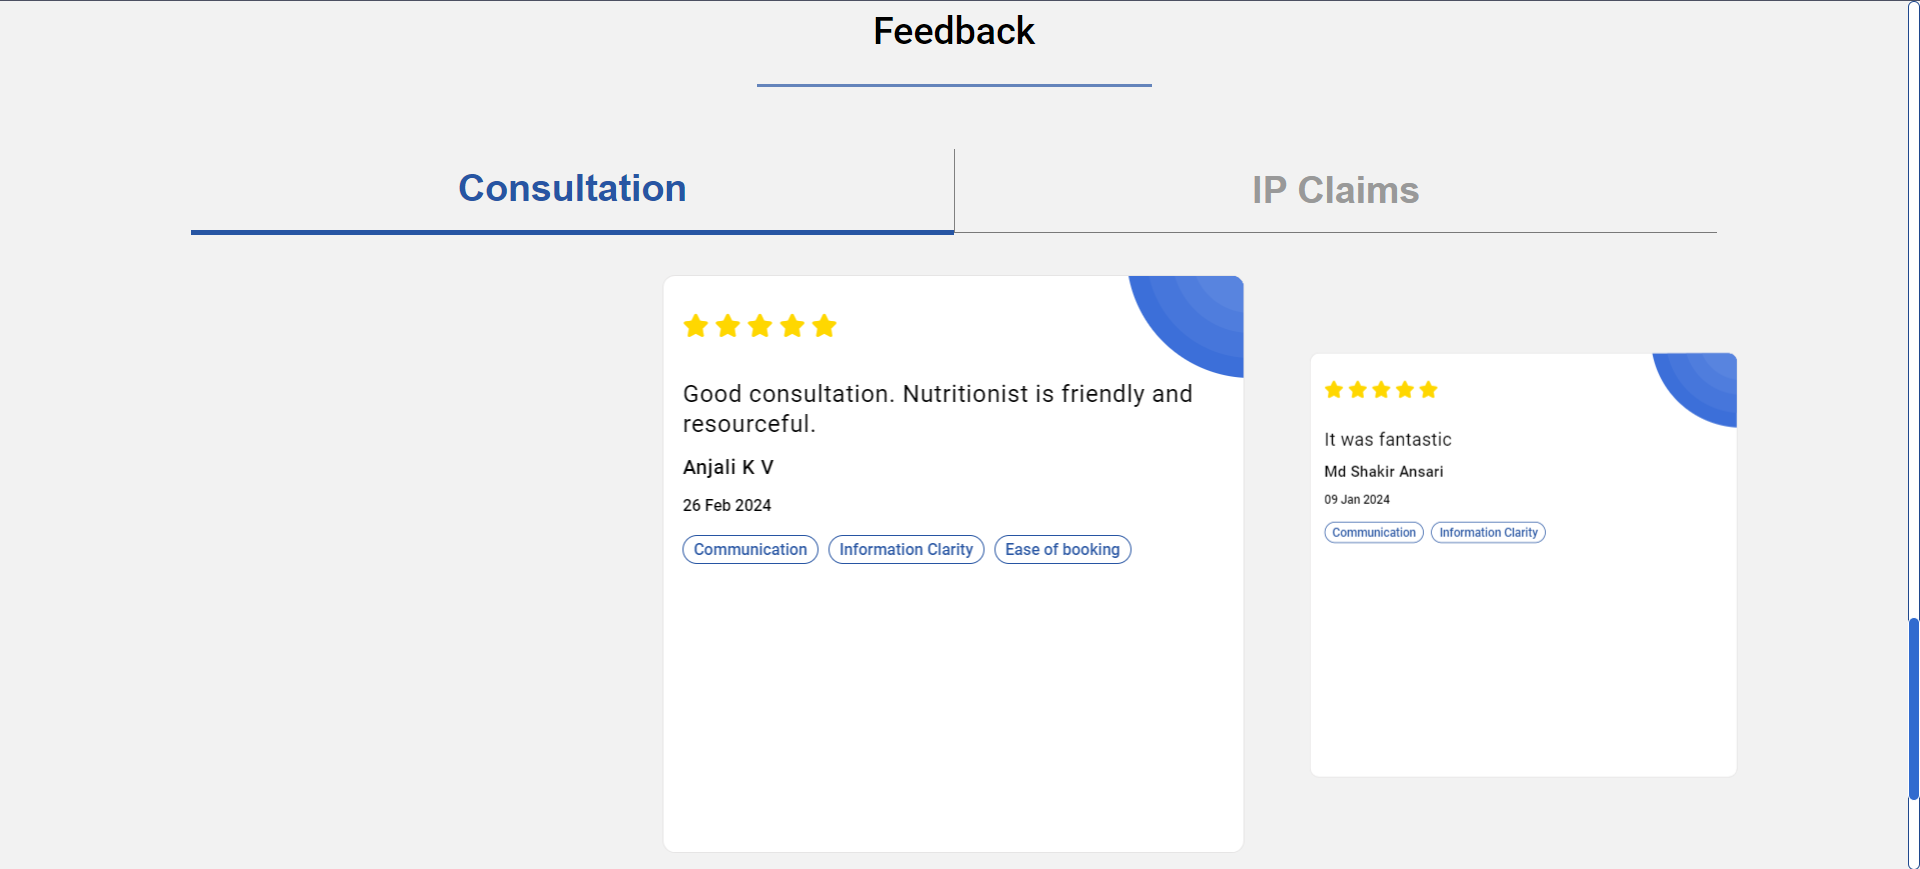 Feedback
Consultation
IP Claims
Good consultation. Nutritionist is friendly and
resourceful.
Anjali K V
26 Feb 2024
Communication
Information Clarity
Ease of booking
It was fantastic
Md Shakir Ansari
09 Jan 2024
Communication
Information Clarity